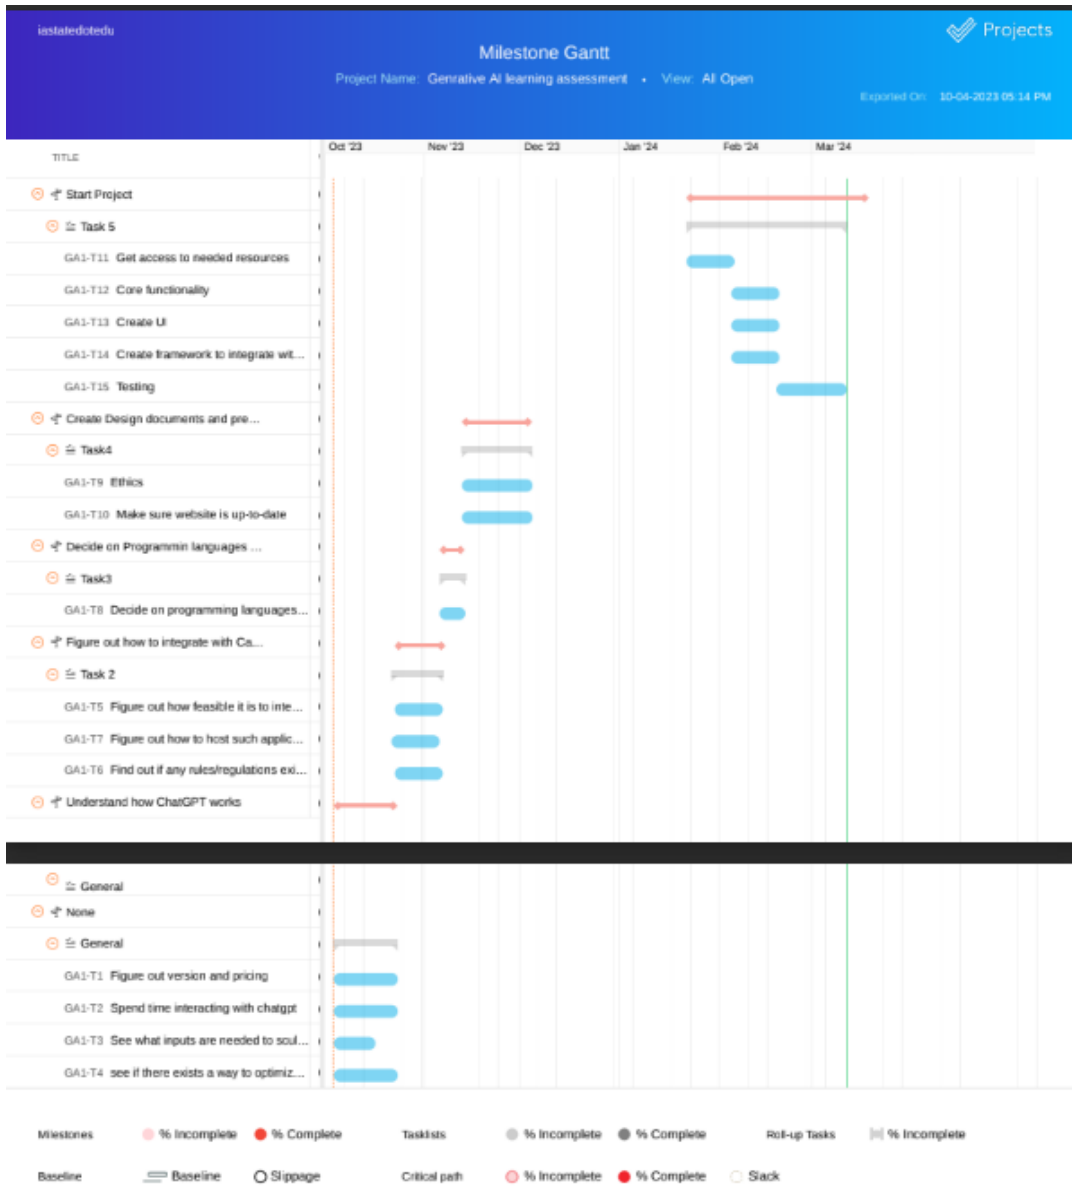 iastatedotedu
Projects
Milestone Gantt
Project Name: Genrative AI learning assessment • View: All Open
Exported On: 10-04-2023 05:14 PM
TITLE
Oct '23 Nov '23 Dec '23 Jan '24 Feb '24 Mar '24
Start Project
Task 5
GA1-T11 Get access to needed resources
GA1-T12 Core functionality
GA1-T13 Create UI
GA1-T14 Create framework to integrate wit...
GA1-T15 Testing
Create Design documents and pre...
Task4
GA1-T9 Ethics
GA1-T10 Make sure website is up-to-date
Decide on Programmin languages ...
Task3
GA1-T8 Decide on programming languages...
Figure out how to integrate with Ca...
Task 2
GA1-T5 Figure out how feasible it is to inte...
GA1-T7 Figure out how to host such applic...
GA1-T6 Find out if any rules/regulations exi...
Understand how ChatGPT works
General
None
General
GA1-T1 Figure out version and pricing
GA1-T2 Spend time interacting with chatgpt
GA1-T3 See what inputs are needed to scul...
GA1-T4 see if there exists a way to optimiz...
Milestones % Incomplete % Complete Tasklists % Incomplete % Complete Roll-up Tasks % Incomplete
Baseline Baseline Slippage Critical path % Incomplete % Complete Slack